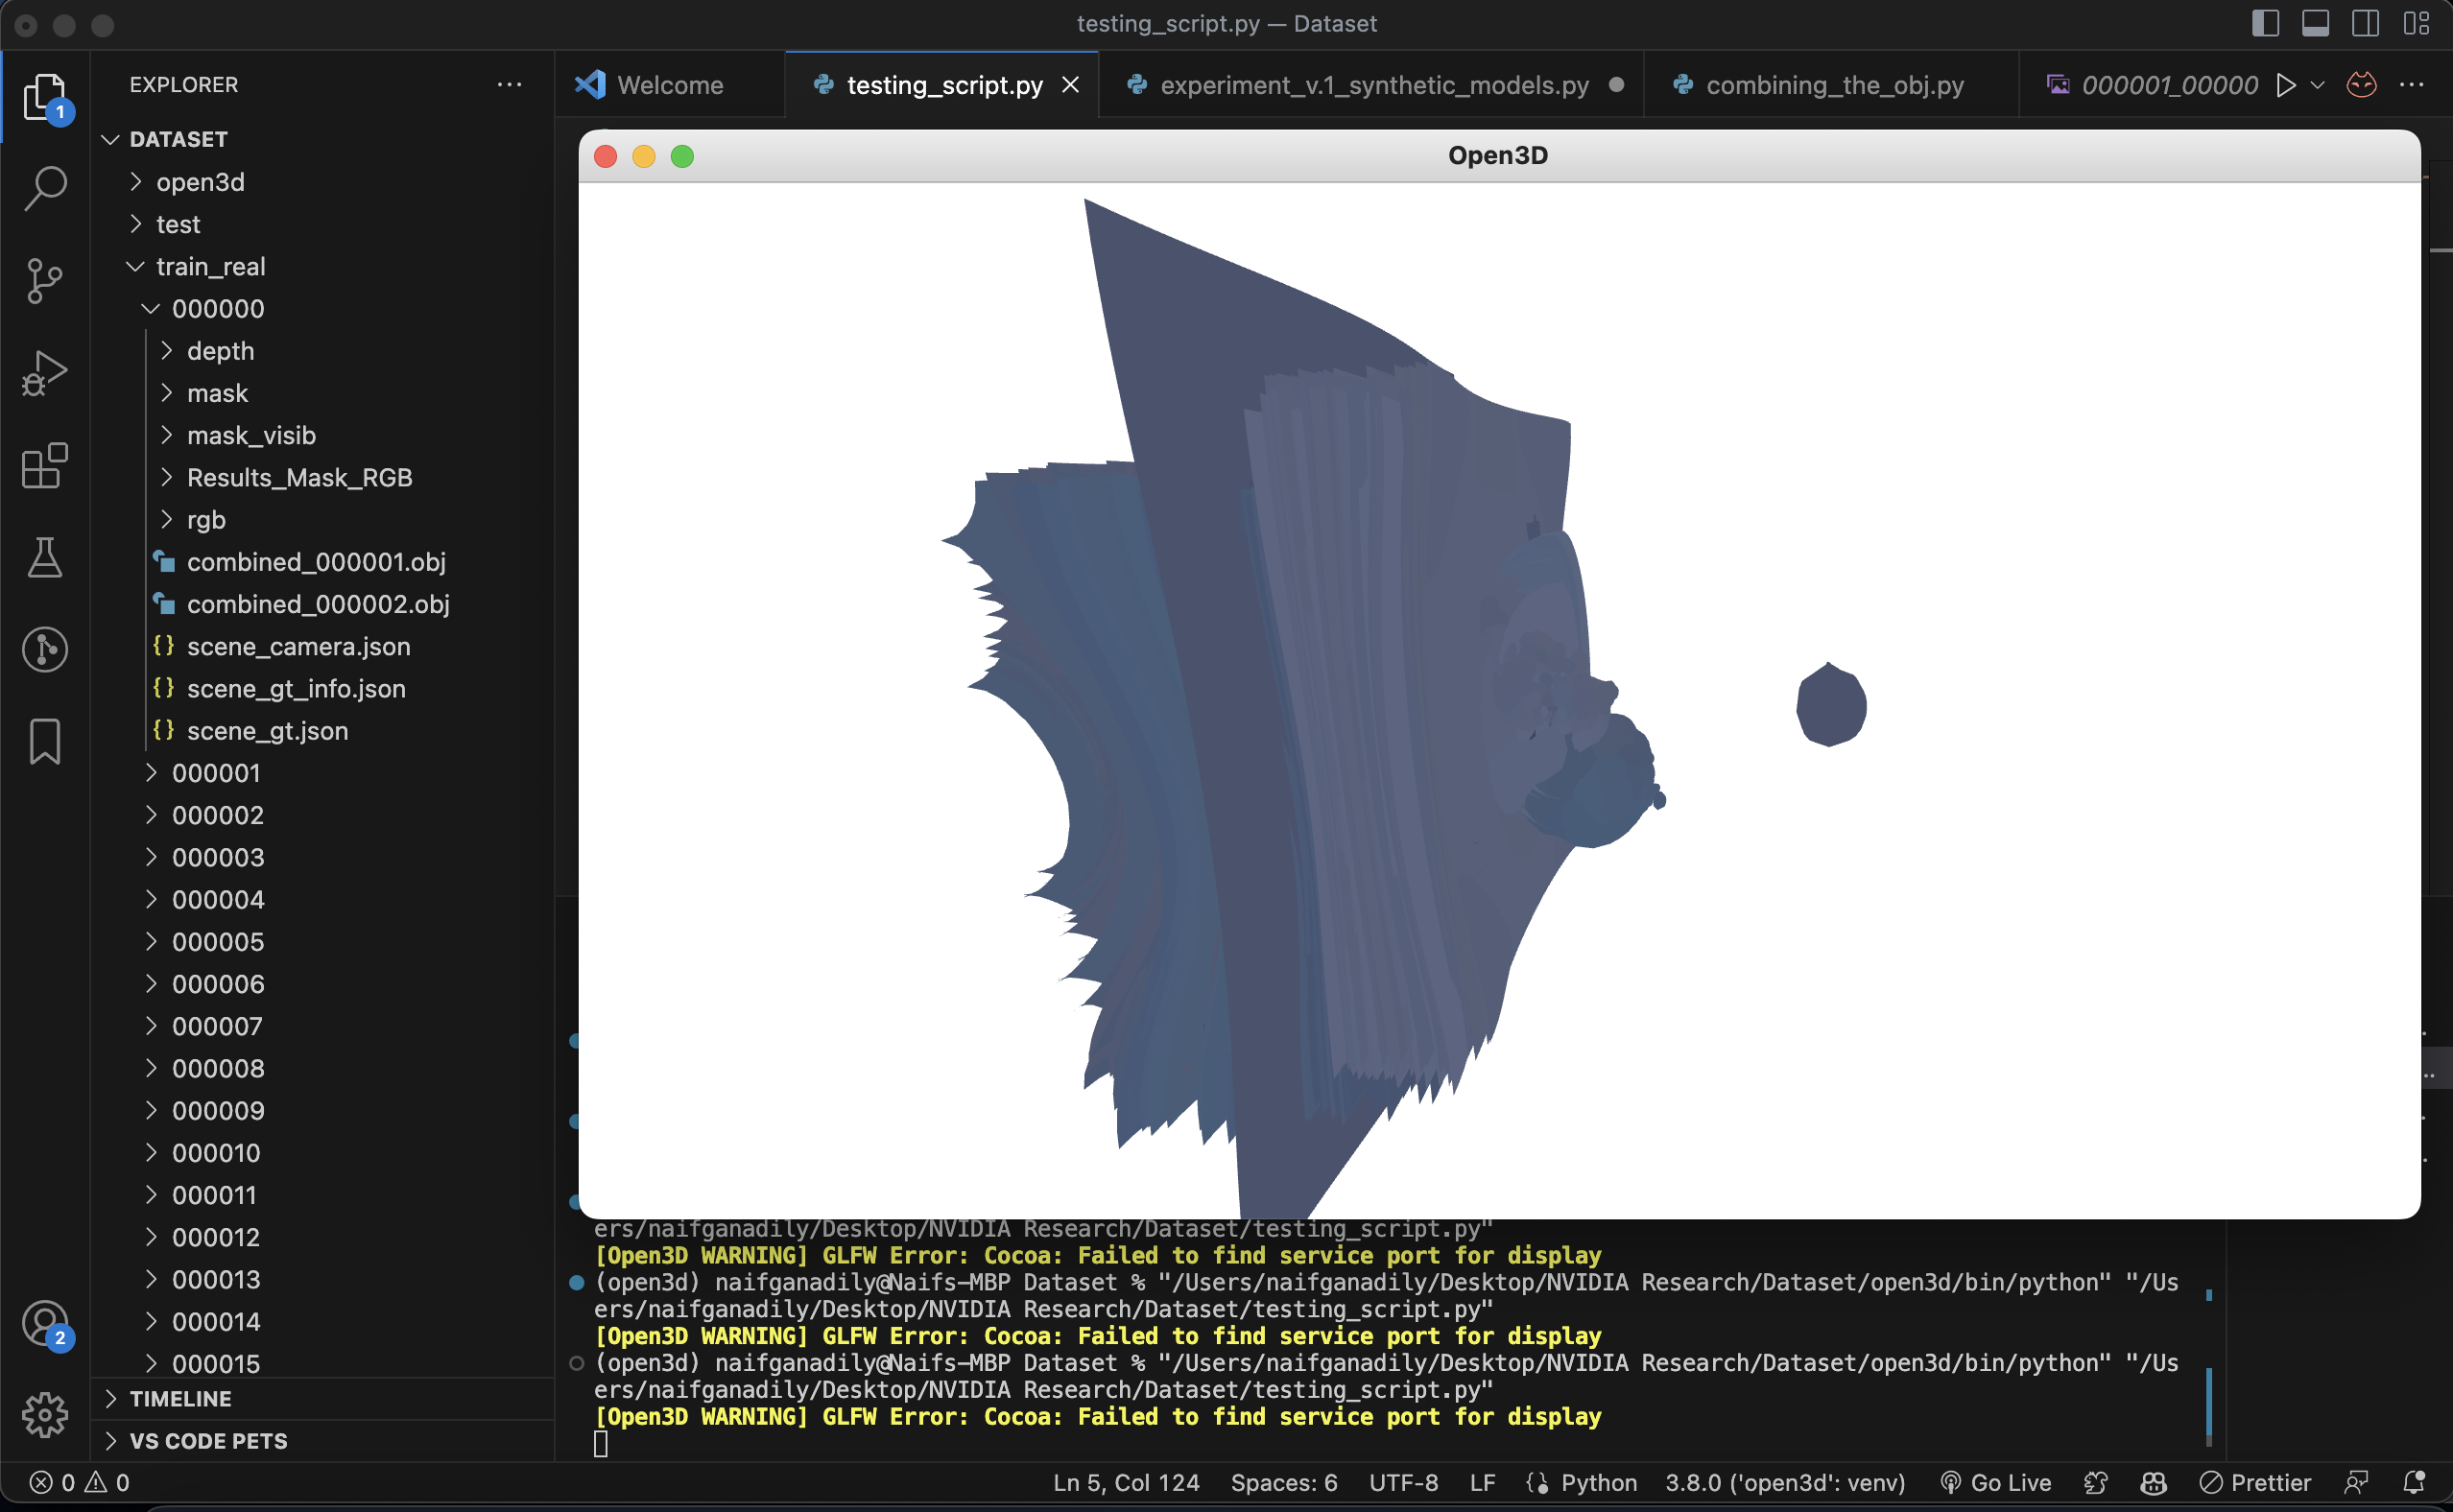 testing_script.py — Dataset
EXPLORER
Welcome
testing_script.py
experiment_v.1_synthetic_models.py
combining_the_obj.py
000001_00000
1
DATASET
open3d
test
train_real
000000
depth
mask
mask_visib
Results_Mask_RGB
rgb
combined_000001.obj
combined_000002.obj
scene_camera.json
scene_gt_info.json
scene_gt.json
000001
000002
000003
000004
000005
000006
000007
000008
000009
000010
000011
000012
000013
000014
000015
TIMELINE
VS CODE PETS
2
Open3D
ers/naifganadily/Desktop/NVIDIA Research/Dataset/testing_script.py"
[Open3D WARNING] GLFW Error: Cocoa: Failed to find service port for display
(open3d) naifganadily@Naifs-MBP Dataset % "/Users/naifganadily/Desktop/NVIDIA Research/Dataset/open3d/bin/python" "/Us
ers/naifganadily/Desktop/NVIDIA Research/Dataset/testing_script.py"
[Open3D WARNING] GLFW Error: Cocoa: Failed to find service port for display
(open3d) naifganadily@Naifs-MBP Dataset % "/Users/naifganadily/Desktop/NVIDIA Research/Dataset/open3d/bin/python" "/Us
ers/naifganadily/Desktop/NVIDIA Research/Dataset/testing_script.py"
[Open3D WARNING] GLFW Error: Cocoa: Failed to find service port for display
0 0 Ln 5, Col 124 Spaces: 6 UTF-8 LF Python 3.8.0 ('open3d': venv) Go Live Prettier